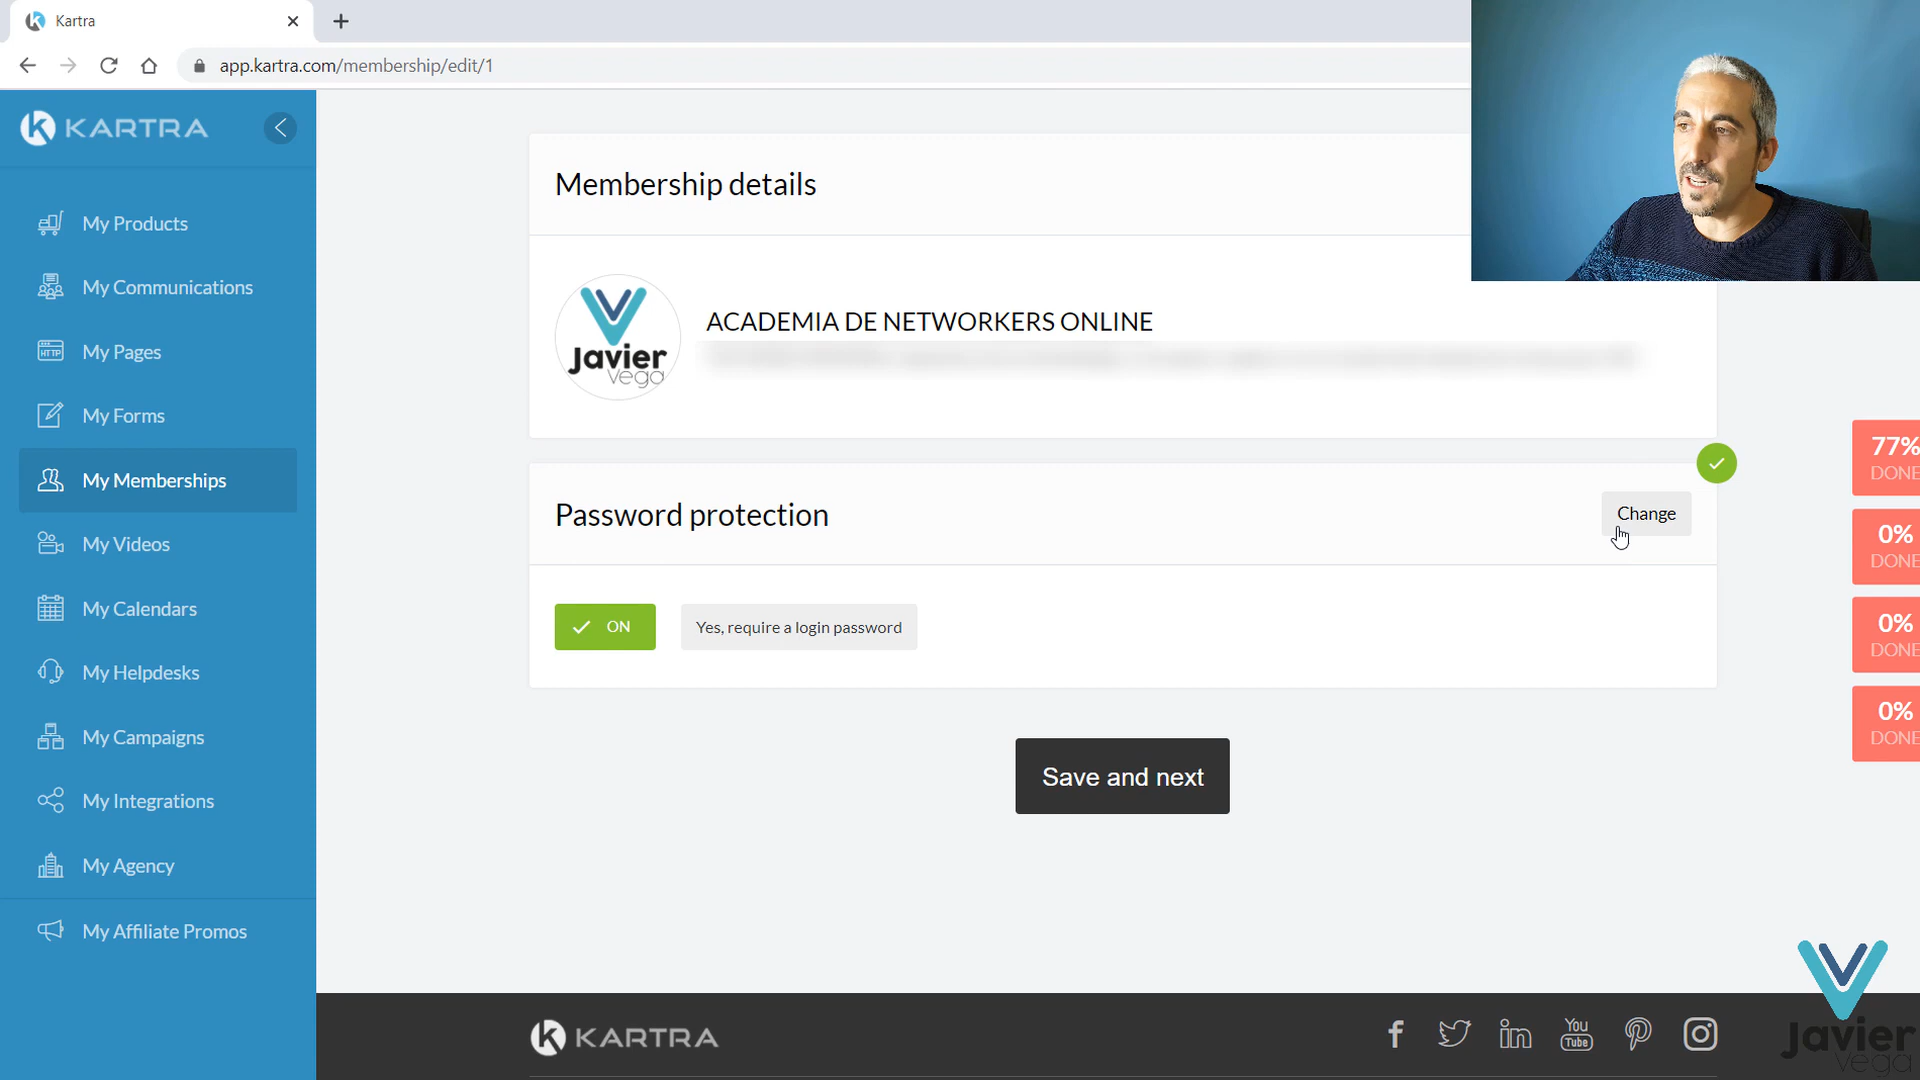 Kartra
app.kartra.com/membership/edit/1
KARTRA
My Products
My Communications
My Pages
My Forms
My Memberships
My Videos
My Calendars
My Helpdesks
My Campaigns
My Integrations
My Agency
My Affiliate Promos
Membership details
Javier
Vega
ACADEMIA DE NETWORKERS ONLINE
Password protection
Change
ON
Yes, require a login password
Save and next
77%
DONE
0%
DONE
0%
DONE
0%
DONE
KARTRA
You
Tube
Javier
Vega
HTTP